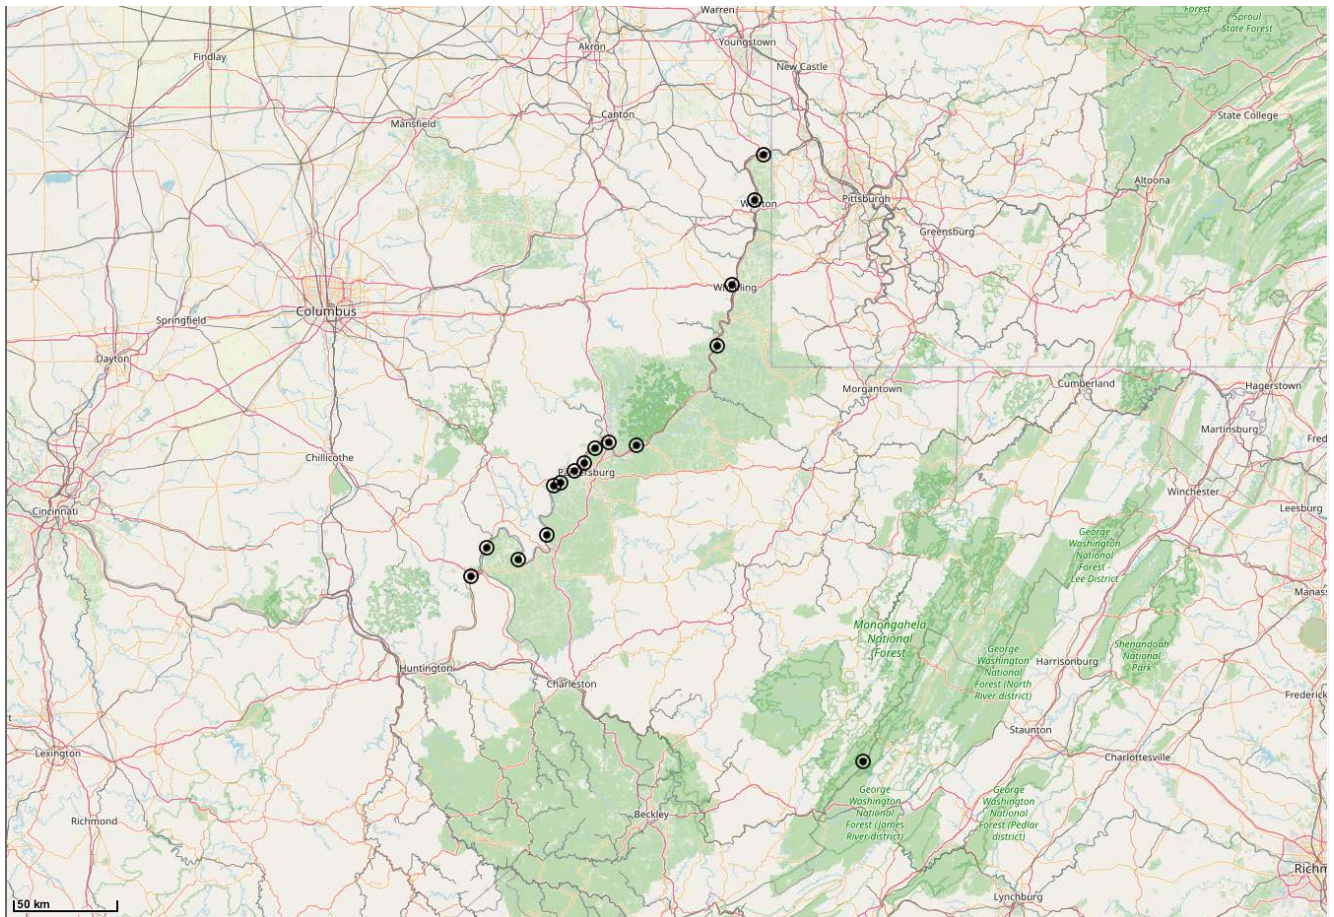 Warren
Forest
Sproul
State Forest
Findlay
Akron
Youngstown
New Castle
Canton
Mansfield
State College
Altoona
Pittsburgh
Greensburg
Wheeling
Columbus
Springfield
Dayton
Morgantown
Cumberland
Hagerstown
Martinsburg
Chillicothe
Parkersburg
Winchester
Leesburg
Cincinnati
George
Washington
National
Forest -
Lee District
Manass
Monongahela
National
Forest
Shenandoah
National
Park
George
Washington
National
Forest (North
River district)
Harrisonburg
Huntington
Charleston
Frederick
Staunton
Charlottesville
Lexington
George
Washington
National
Forest (James
River district)
George
Washington
National
Forest (Pedlar
district)
Richmond
Beckley
Lynchburg
Richm
50 km